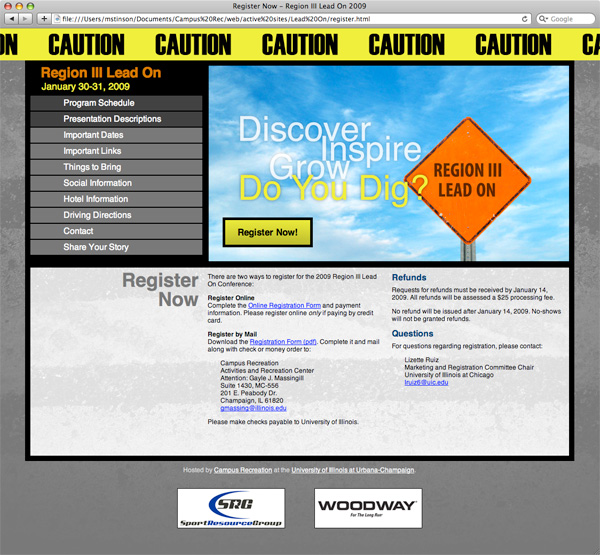 Register Now – Region III Lead On 2009
file:///Users/mstinson/Documents/Campus%20Rec/web/active%20sites/Lead%20On/register.html
Google
ON CAUTION CAUTION CAUTION CAUTION CAUTION CA
Region III Lead On
January 30-31, 2009
Program Schedule
Presentation Descriptions
Important Dates
Important Links
Things to Bring
Social Information
Hotel Information
Driving Directions
Contact
Share Your Story
Discover
Inspire
Grow
Do You Dig?
Register Now!
REGION III
LEAD ON
Register
Now
There are two ways to register for the 2009 Region III Lead
On Conference:
Register Online
Complete the Online Registration Form and payment
information. Please register online only if paying by credit
card.
Register by Mail
Download the Registration Form (pdf). Complete it and mail
along with check or money order to:
Campus Recreation
Activities and Recreation Center
Attention: Gayle J. Massingill
Suite 1430, MC-556
201 E. Peabody Dr.
Champaign, IL 61820
gmassing@illinois.edu
Please make checks payable to University of Illinois.
Refunds
Requests for refunds must be received by January 14,
2009. All refunds will be assessed a $25 processing fee.
No refund will be issued after January 14, 2009. No-shows
will not be granted refunds.
Questions
For questions regarding registration, please contact:
Lizette Ruiz
Marketing and Registration Committee Chair
University of Illinois at Chicago
lruiz6@uic.edu
Hosted by Campus Recreation at the University of Illinois at Urbana-Champaign.
SRG
SportResourceGroup
WOODWAY
For The Long Run